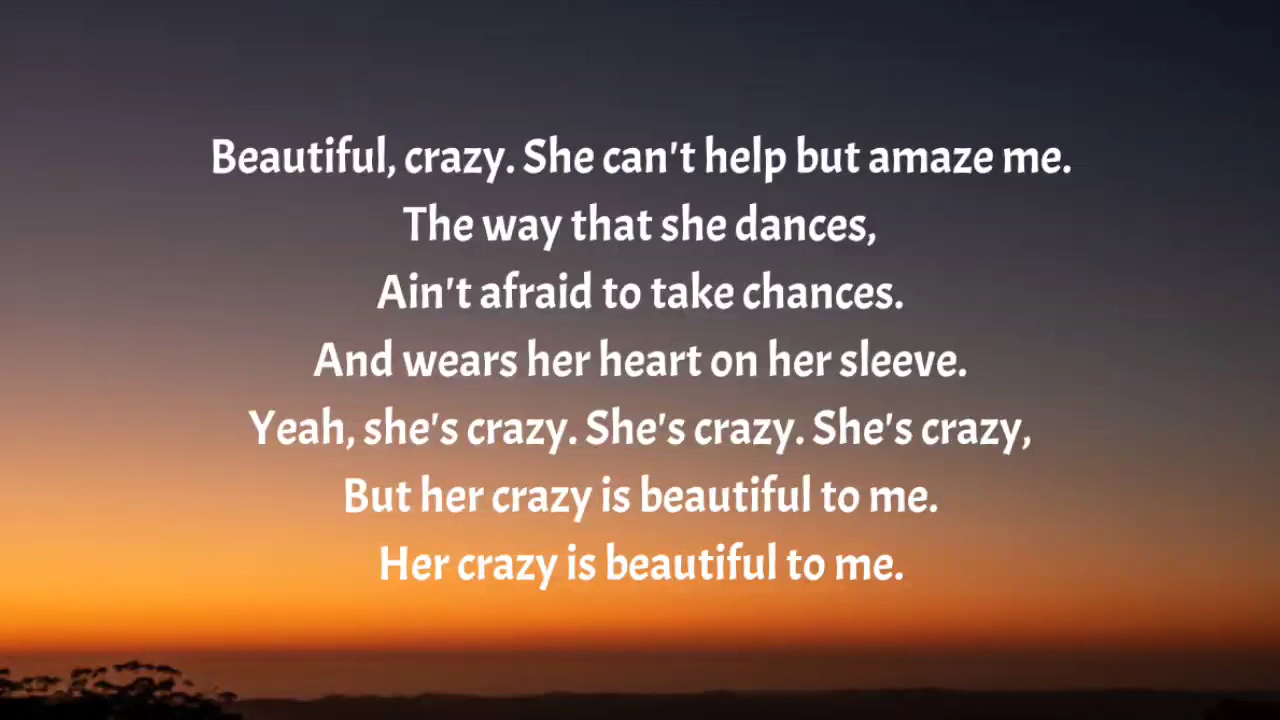 Beautiful, crazy. She can't help but amaze me.
The way that she dances,
Ain't afraid to take chances.
And wears her heart on her sleeve.
Yeah, she's crazy. She's crazy. She's crazy,
But her crazy is beautiful to me.
Her crazy is beautiful to me.